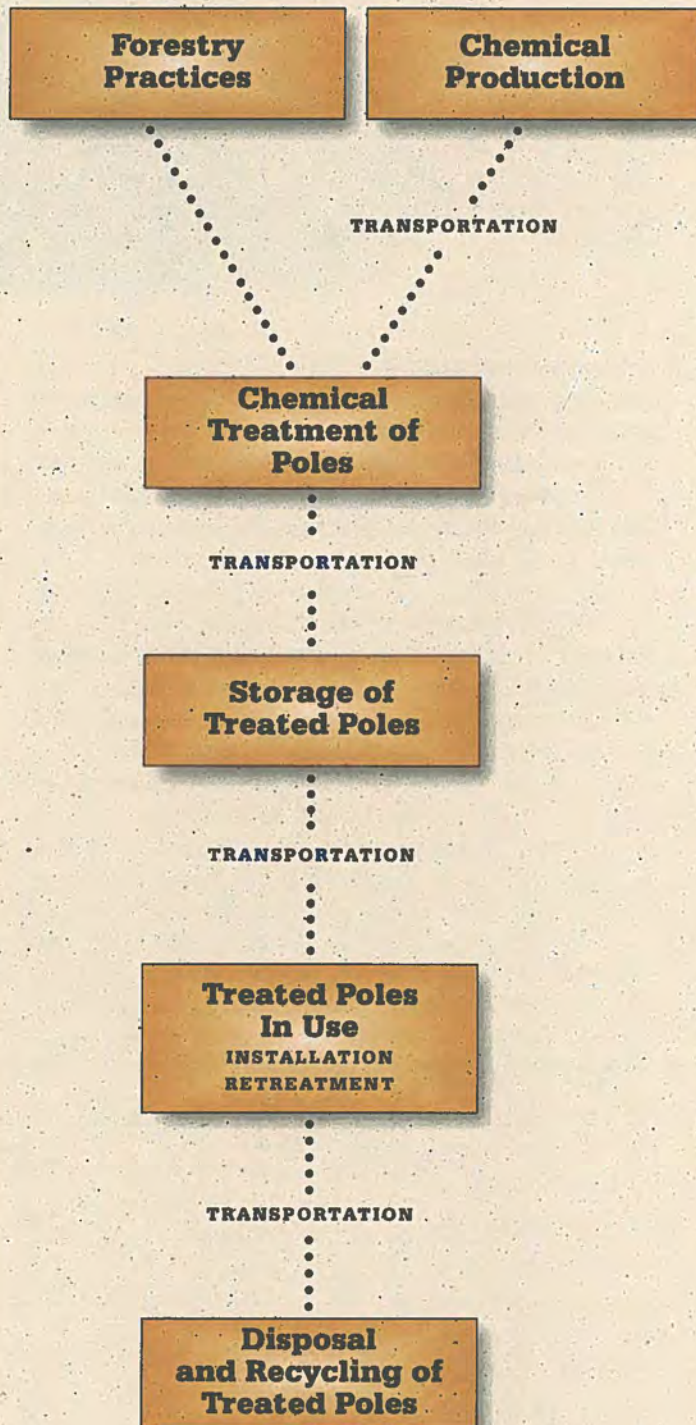 Forestry
Practices
Chemical
Production
TRANSPORTATION
Chemical
Treatment of
Poles
TRANSPORTATION
Storage of
Treated Poles
TRANSPORTATION
Treated Poles
In Use
INSTALLATION
RETREATMENT
TRANSPORTATION
Disposal
and Recycling of
Treated Poles